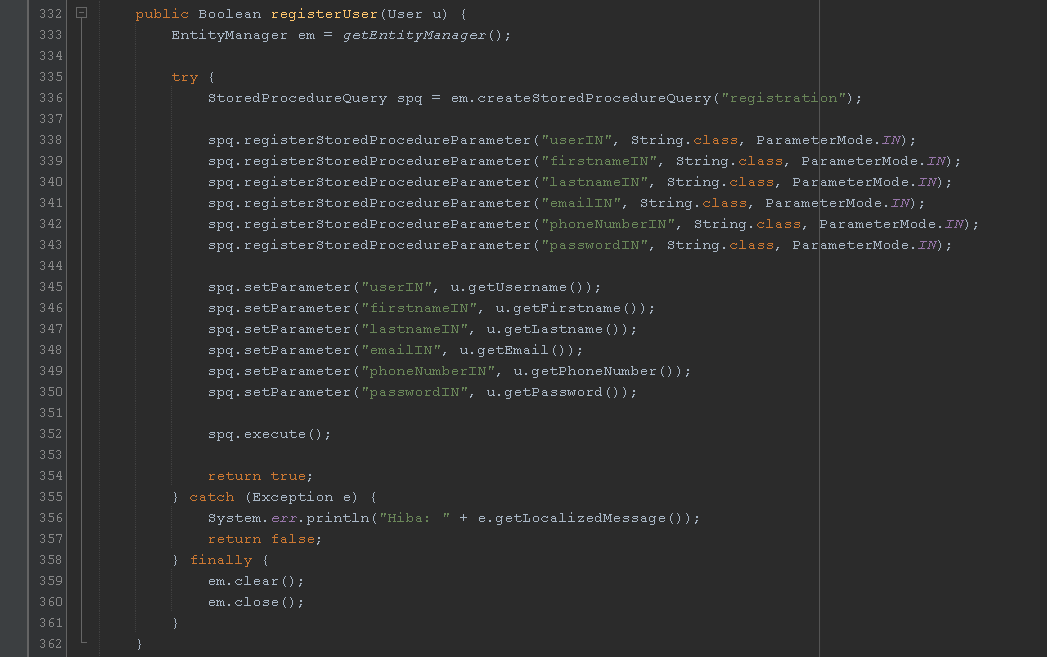 332 public Boolean registerUser(User u) {
333 EntityManager em = getEntityManager();
334
335 try {
336 StoredProcedureQuery spq = em.createStoredProcedureQuery("registration");
337
338 spq.registerStoredProcedureParameter("userIN", String.class, ParameterMode.IN);
339 spq.registerStoredProcedureParameter("firstnameIN", String.class, ParameterMode.IN);
340 spq.registerStoredProcedureParameter("lastnameIN", String.class, ParameterMode.IN);
341 spq.registerStoredProcedureParameter("emailIN", String.class, ParameterMode.IN);
342 spq.registerStoredProcedureParameter("phoneNumberIN", String.class, ParameterMode.IN);
343 spq.registerStoredProcedureParameter("passwordIN", String.class, ParameterMode.IN);
344
345 spq.setParameter("userIN", u.getUsername());
346 spq.setParameter("firstnameIN", u.getFirstname());
347 spq.setParameter("lastnameIN", u.getLastname());
348 spq.setParameter("emailIN", u.getEmail());
349 spq.setParameter("phoneNumberIN", u.getPhoneNumber());
350 spq.setParameter("passwordIN", u.getPassword());
351
352 spq.execute();
353
354 return true;
355 } catch (Exception e) {
356 System.err.println("Hiba: " + e.getLocalizedMessage());
357 return false;
358 } finally {
359 em.clear();
360 em.close();
361 }
362 }